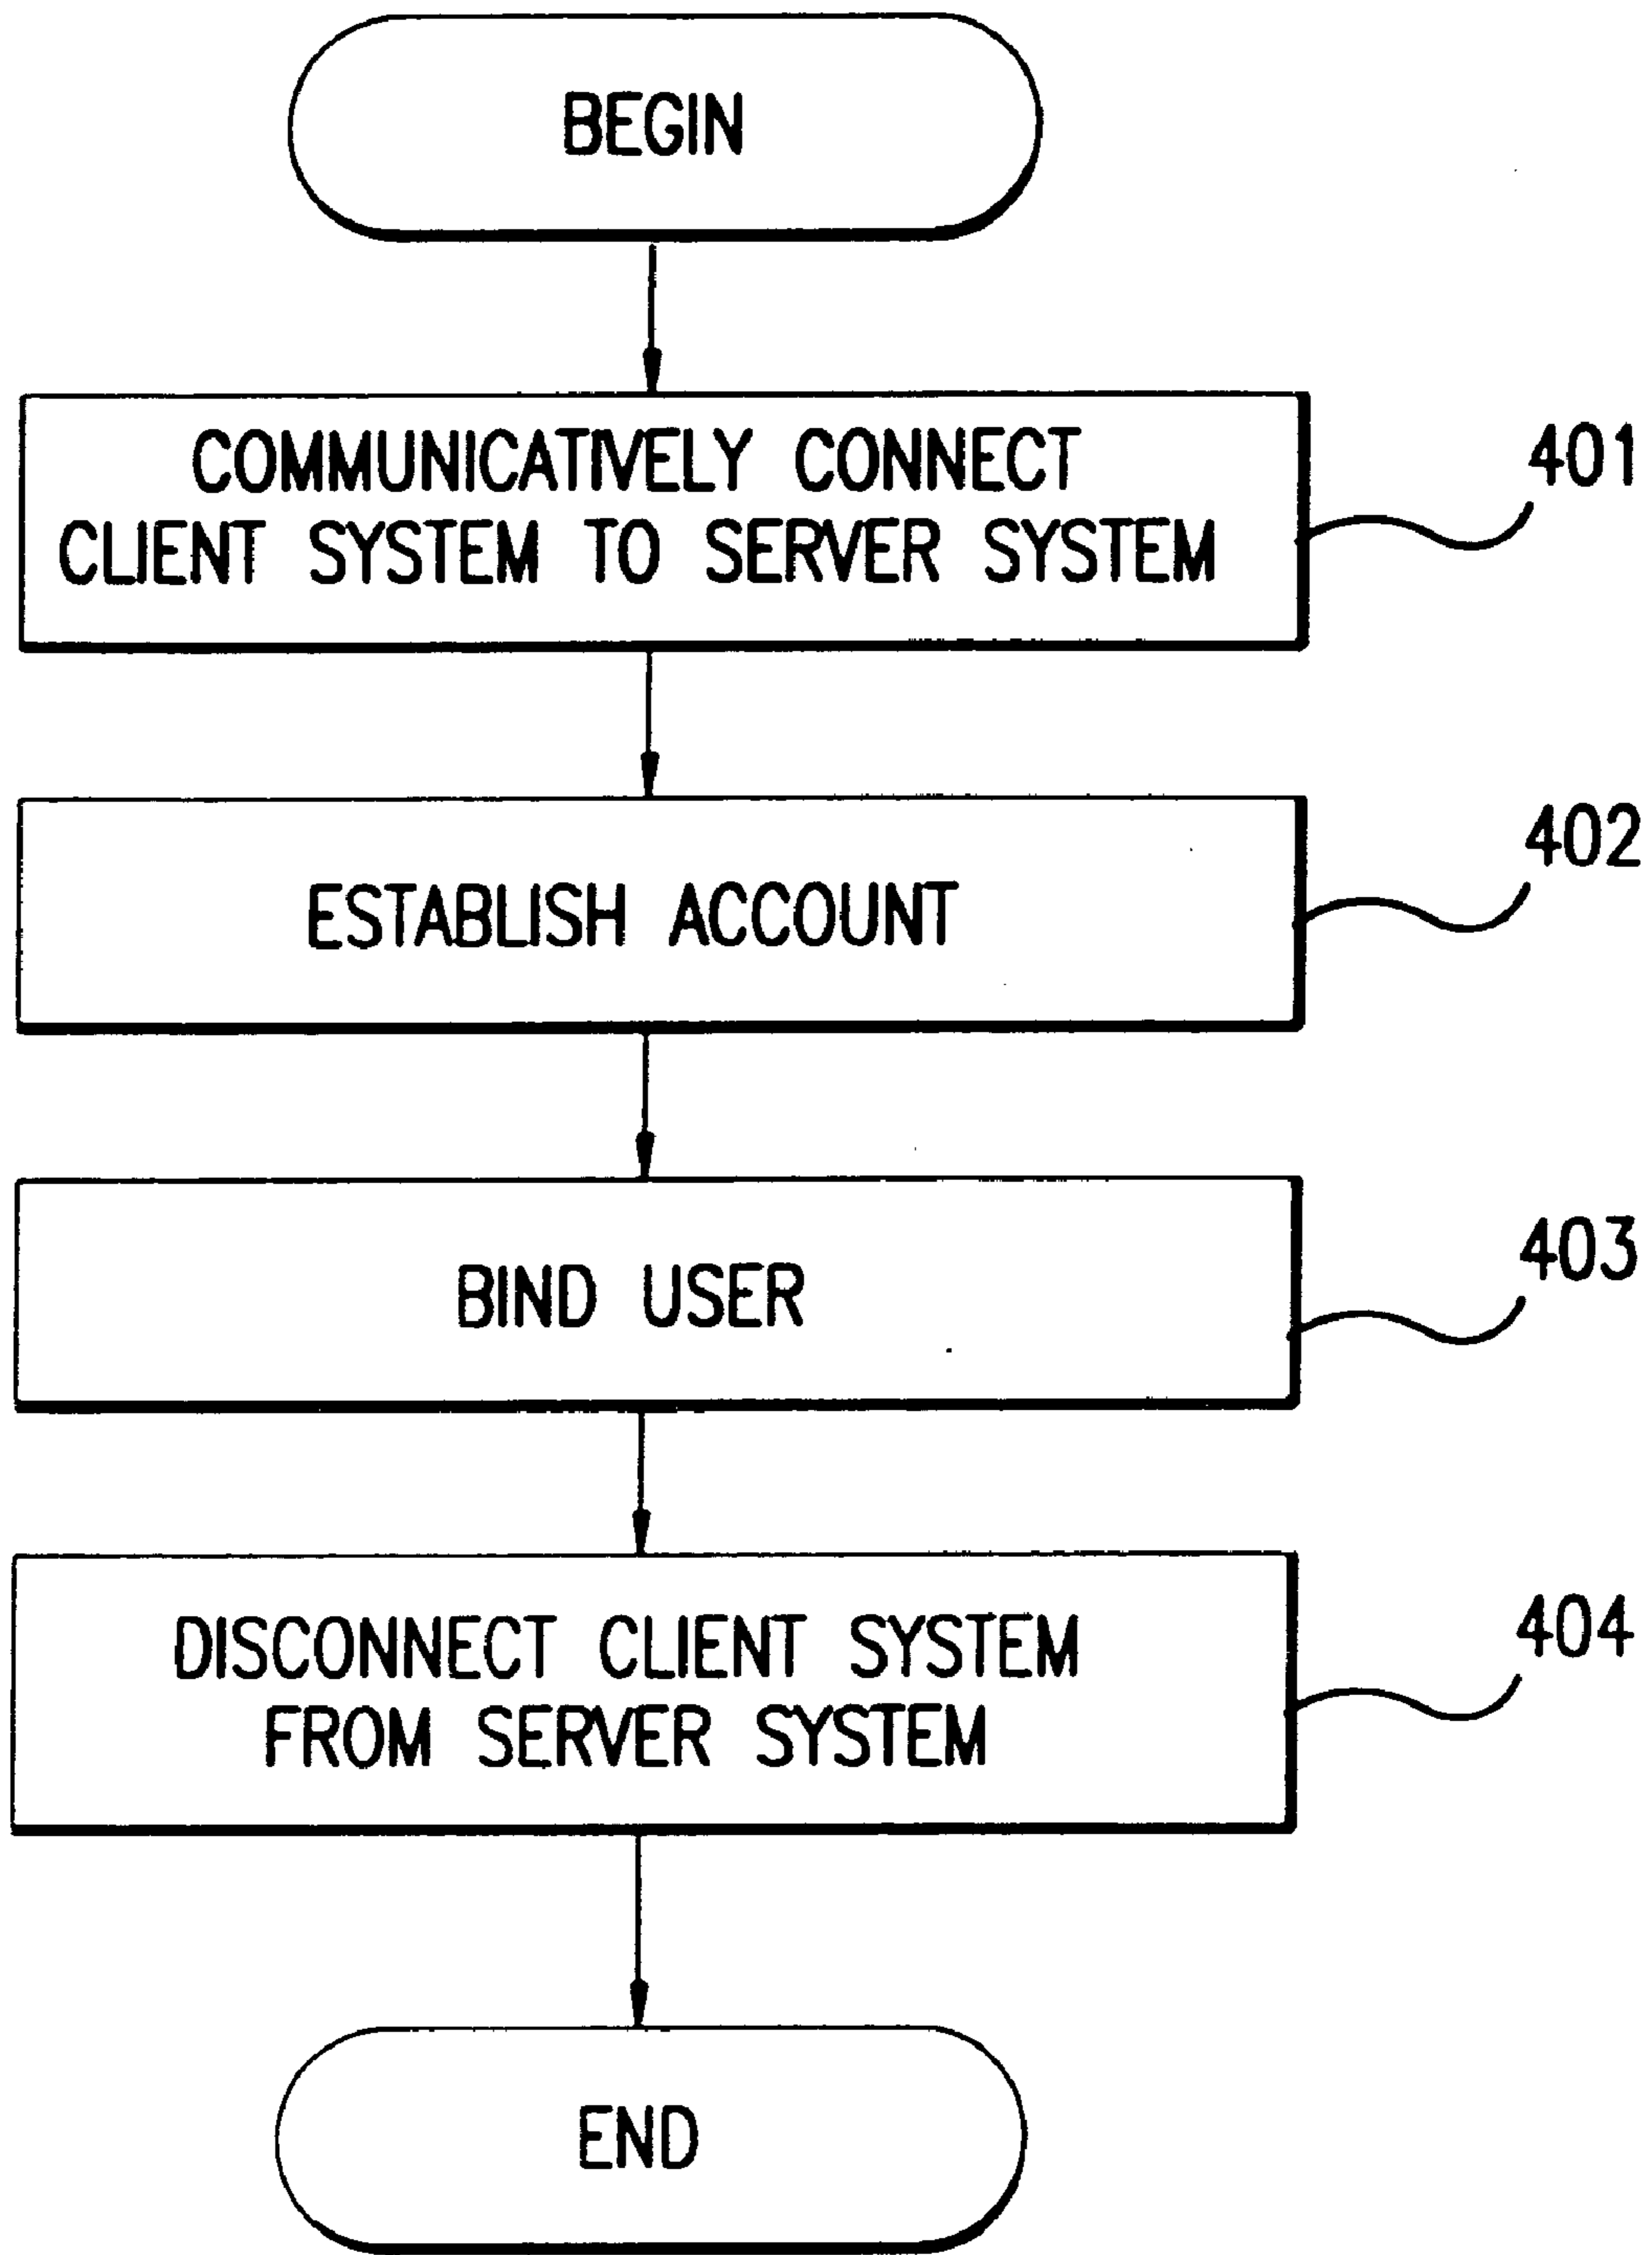 BEGIN
COMMUNICATIVELY CONNECT
CLIENT SYSTEM TO SERVER SYSTEM
401
ESTABLISH ACCOUNT
402
BIND USER
403
DISCONNECT CLIENT SYSTEM
FROM SERVER SYSTEM
404
END